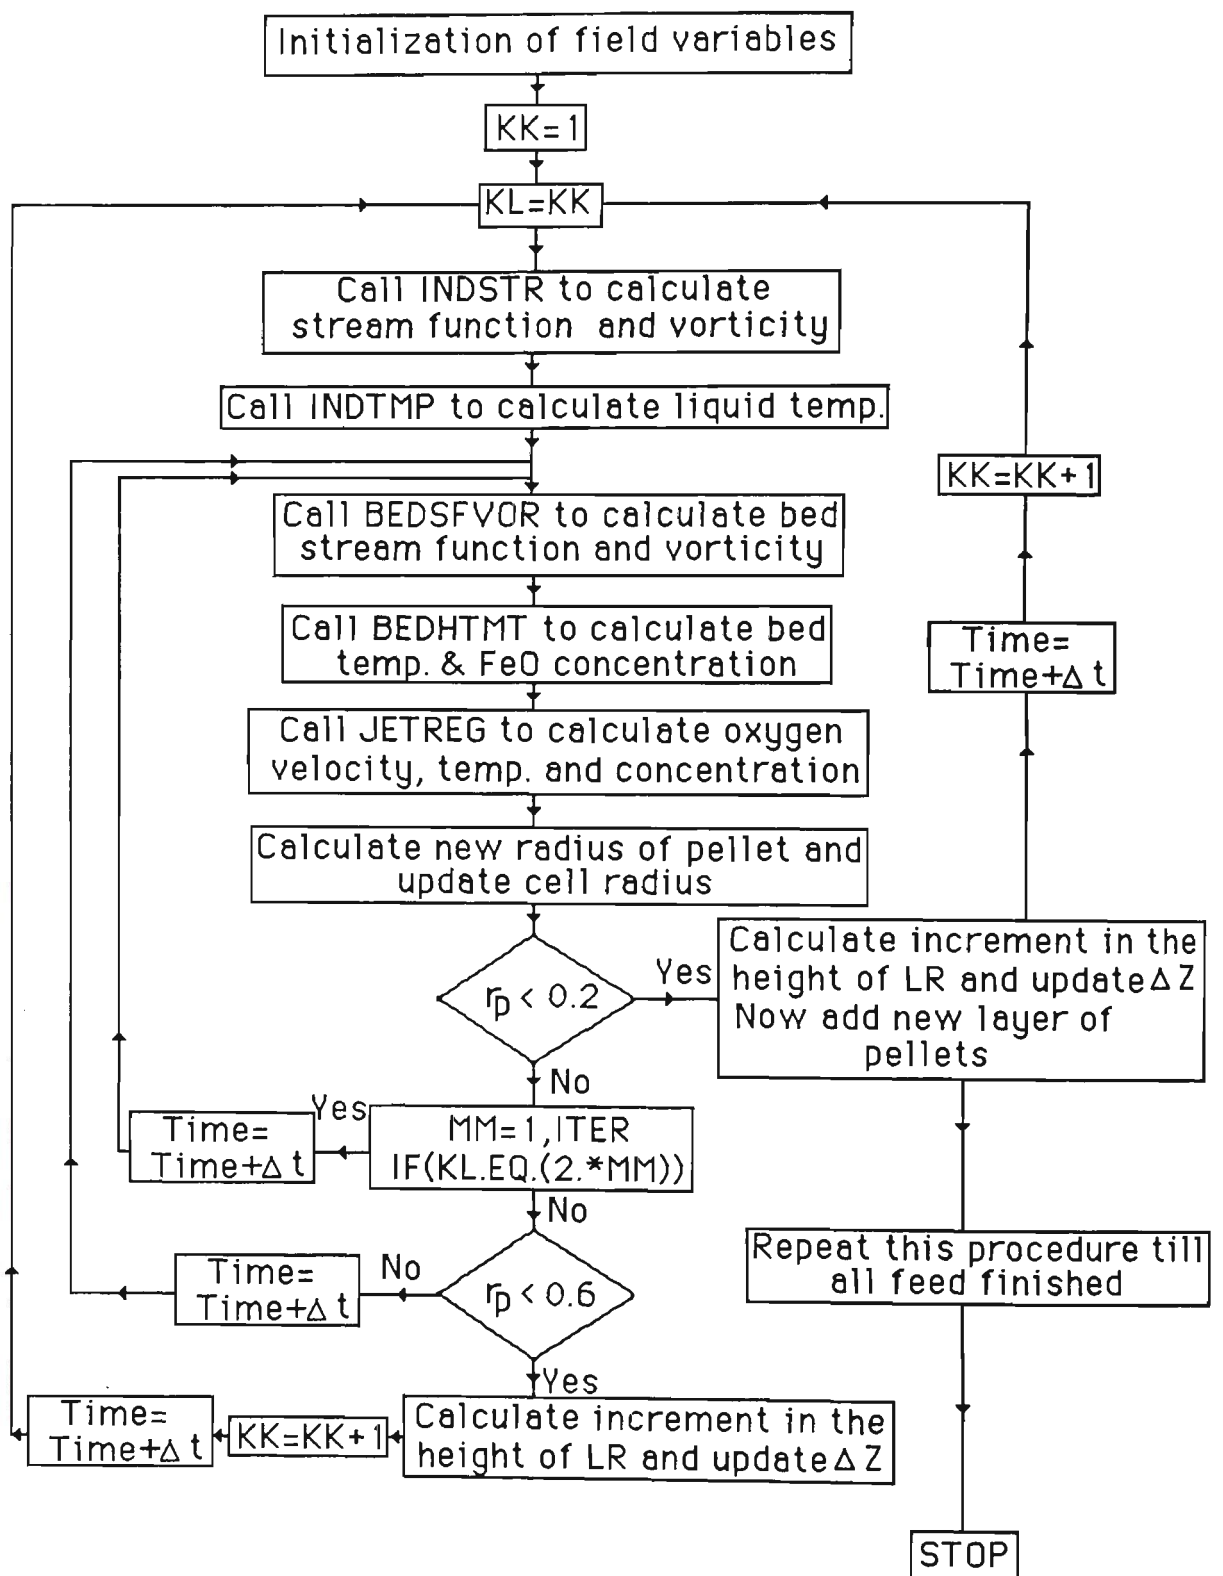 Initialization of field variables
KK=1
KL=KK
Call INDSTR to calculate
stream function and vorticity
Call INDTMP to calculate liquid temp.
Call BEDSFVOR to calculate bed
stream function and vorticity
KK=KK+1
Call BEDHTMT to calculate bed
temp. & FeO concentration
Time=
Time+Δ t
Call JETREG to calculate oxygen
velocity, temp. and concentration
Calculate new radius of pellet and
update cell radius
rp < 0.2
Yes
Calculate increment in the
height of LR and update Δ Z
Now add new layer of
pellets
No
MM=1,ITER
IF(KL.EQ.(2.*MM))
Yes
Time=
Time+Δ t
No
rp < 0.6
No
Time=
Time+Δ t
Repeat this procedure till
all feed finished
Yes
Calculate increment in the
height of LR and update Δ Z
KK=KK+1
Time=
Time+Δ t
STOP